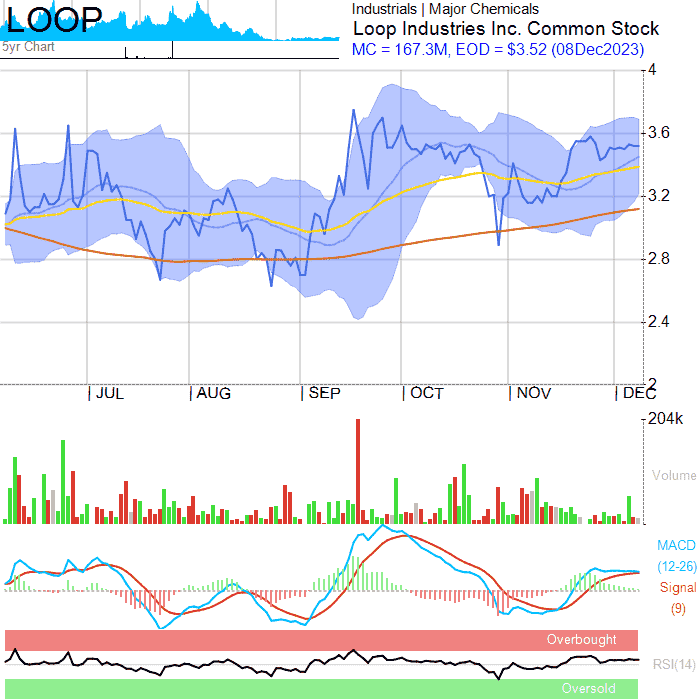 LOOP
Industrials | Major Chemicals
Loop Industries Inc. Common Stock
5yr Chart
MC = 167.3M, EOD = $3.52 (08Dec2023)
4
3.6
3.2
2.8
2.4
2
| JUL | AUG | SEP | OCT | NOV | DEC
204k
Volume
MACD
(12-26)
Signal
(9)
Overbought
RSI(14)
Oversold